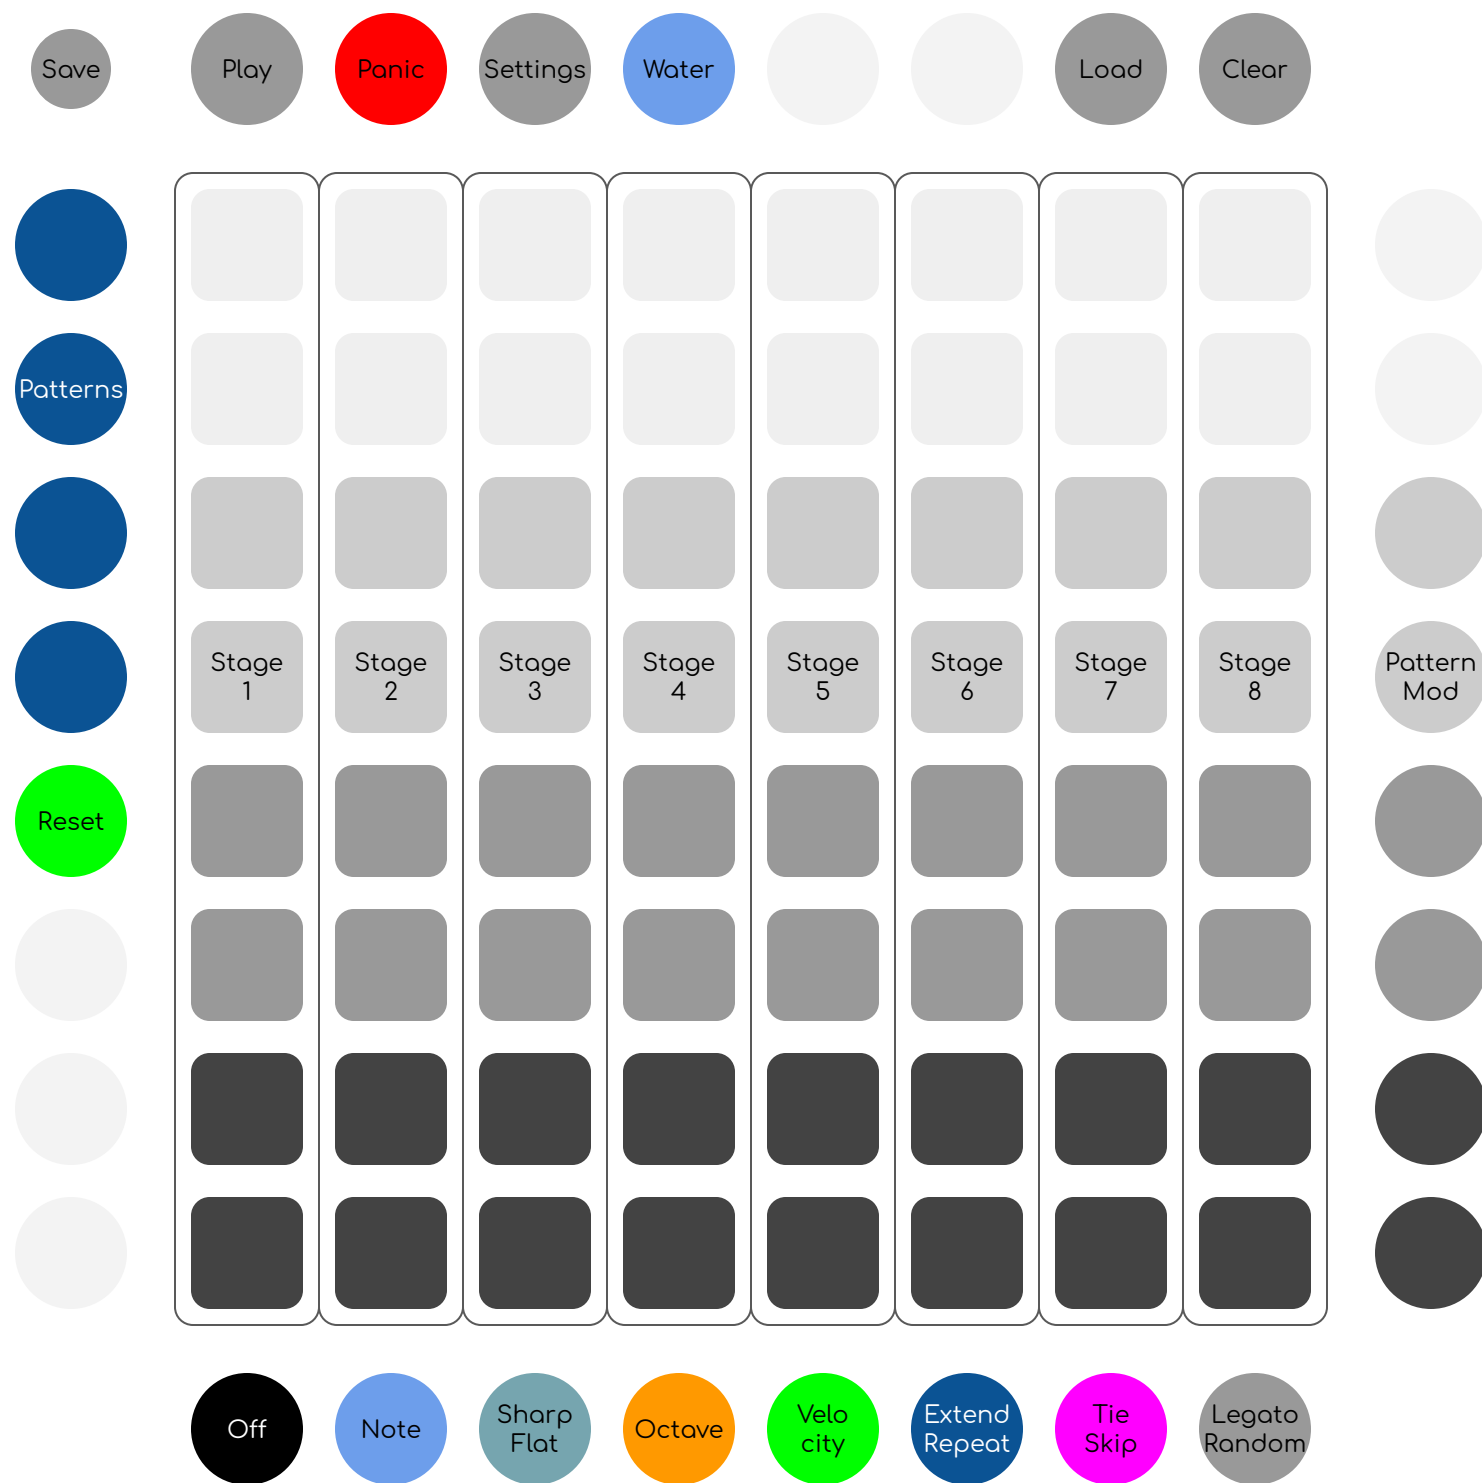 Save
Play
Panic
Settings
Water
Load
Clear
Patterns
Stage
1
Stage
2
Stage
3
Stage
4
Stage
5
Stage
6
Stage
7
Stage
8
Pattern
Mod
Reset
Off
Note
Sharp
Flat
Octave
Velo
city
Extend
Repeat
Tie
Skip
Legato
Random